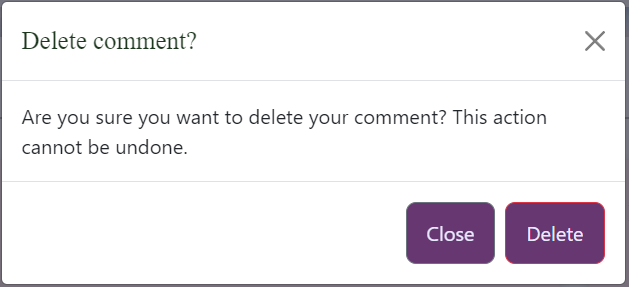 Delete comment?
Are you sure you want to delete your comment? This action
cannot be undone.
Close
Delete